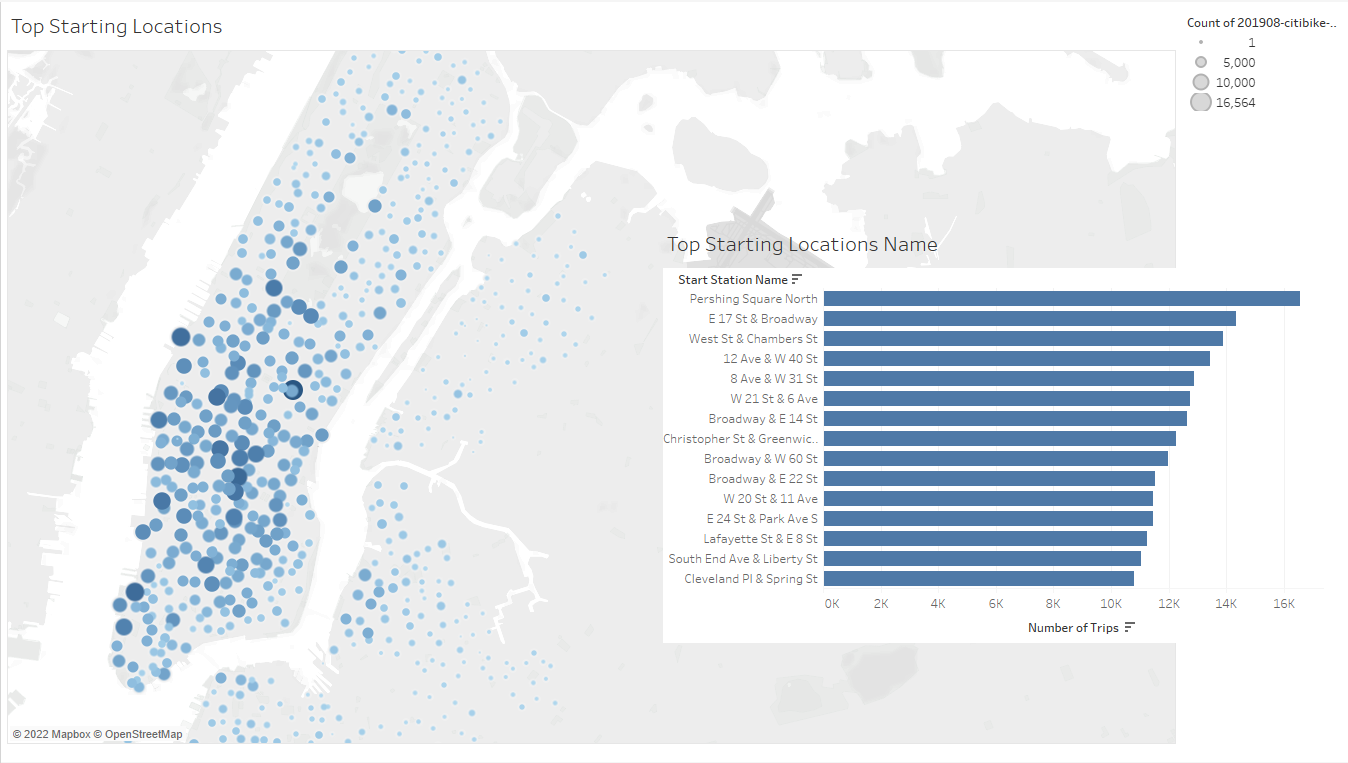 Top Starting Locations
Count of 201908-citibike-..
1
5,000
10,000
16,564
Top Starting Locations Name
Start Station Name
Pershing Square North
E 17 St & Broadway
West St & Chambers St
12 Ave & W 40 St
8 Ave & W 31 St
W 21 St & 6 Ave
Broadway & E 14 St
Christopher St & Greenwic..
Broadway & W 60 St
Broadway & E 22 St
W 20 St & 11 Ave
E 24 St & Park Ave S
Lafayette St & E 8 St
South End Ave & Liberty St
Cleveland Pl & Spring St
0K 2K 4K 6K 8K 10K 12K 14K 16K
Number of Trips
© 2022 Mapbox © OpenStreetMap